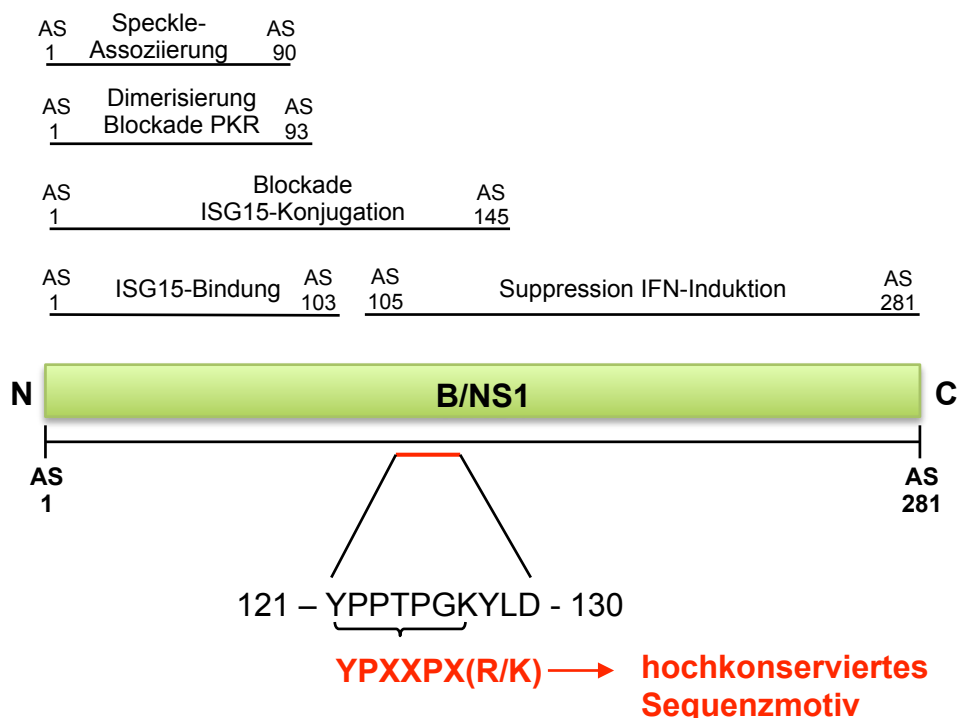 AS Speckle- AS
1 Assoziierung 90
AS Dimerisierung AS
1 Blockade PKR 93
AS Blockade AS
1 ISG15-Konjugation 145
AS ISG15-Bindung AS
1 103
AS Suppression IFN-Induktion AS
105 281
N B/NS1 C
AS AS
1 281
121 – YPPTPGKYLD - 130
YPXXPX(R/K) hochkonserviertes
Sequenzmotiv